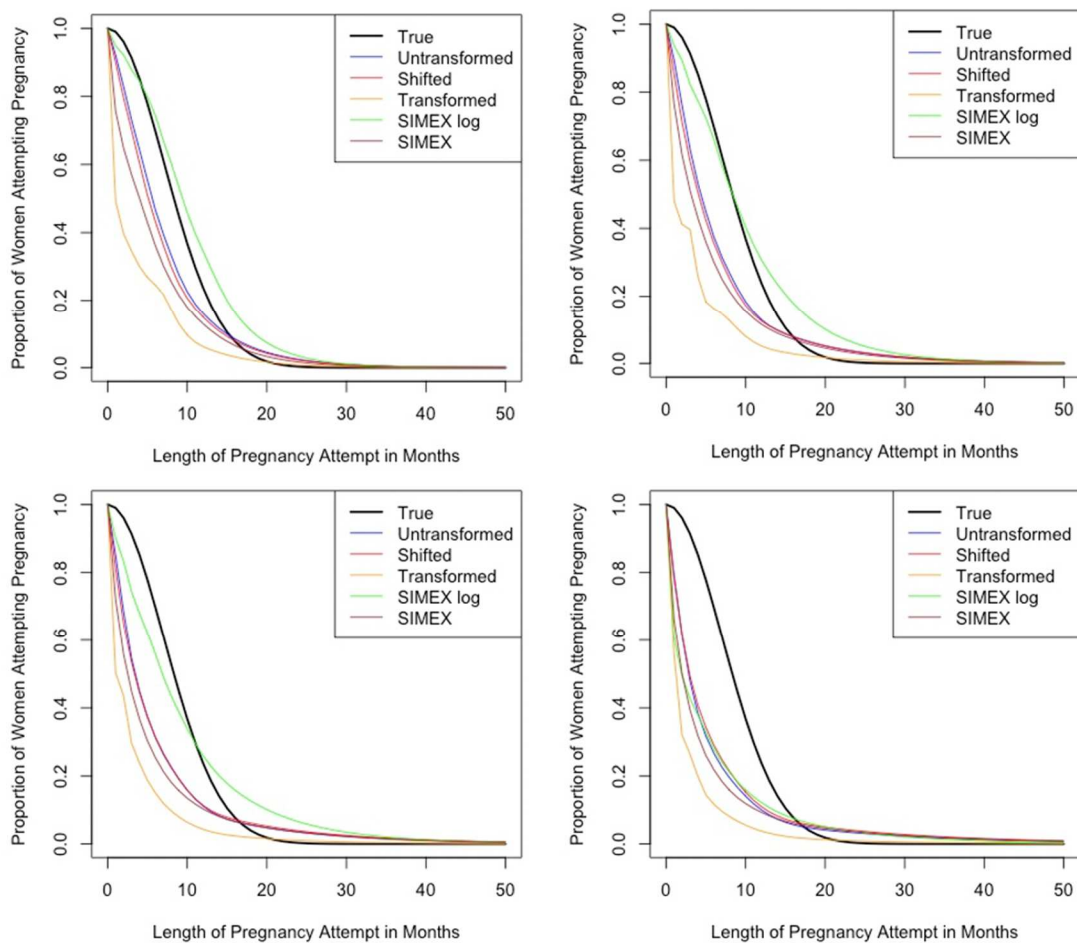 Proportion of Women Attempting Pregnancy
1.0
0.8
0.6
0.4
0.2
0.0
True
Untransformed
Shifted
Transformed
SIMEX log
SIMEX
0 10 20 30 40 50
Length of Pregnancy Attempt in Months
Proportion of Women Attempting Pregnancy
1.0
0.8
0.6
0.4
0.2
0.0
True
Untransformed
Shifted
Transformed
SIMEX log
SIMEX
0 10 20 30 40 50
Length of Pregnancy Attempt in Months
Proportion of Women Attempting Pregnancy
1.0
0.8
0.6
0.4
0.2
0.0
True
Untransformed
Shifted
Transformed
SIMEX log
SIMEX
0 10 20 30 40 50
Length of Pregnancy Attempt in Months
Proportion of Women Attempting Pregnancy
1.0
0.8
0.6
0.4
0.2
0.0
True
Untransformed
Shifted
Transformed
SIMEX log
SIMEX
0 10 20 30 40 50
Length of Pregnancy Attempt in Months